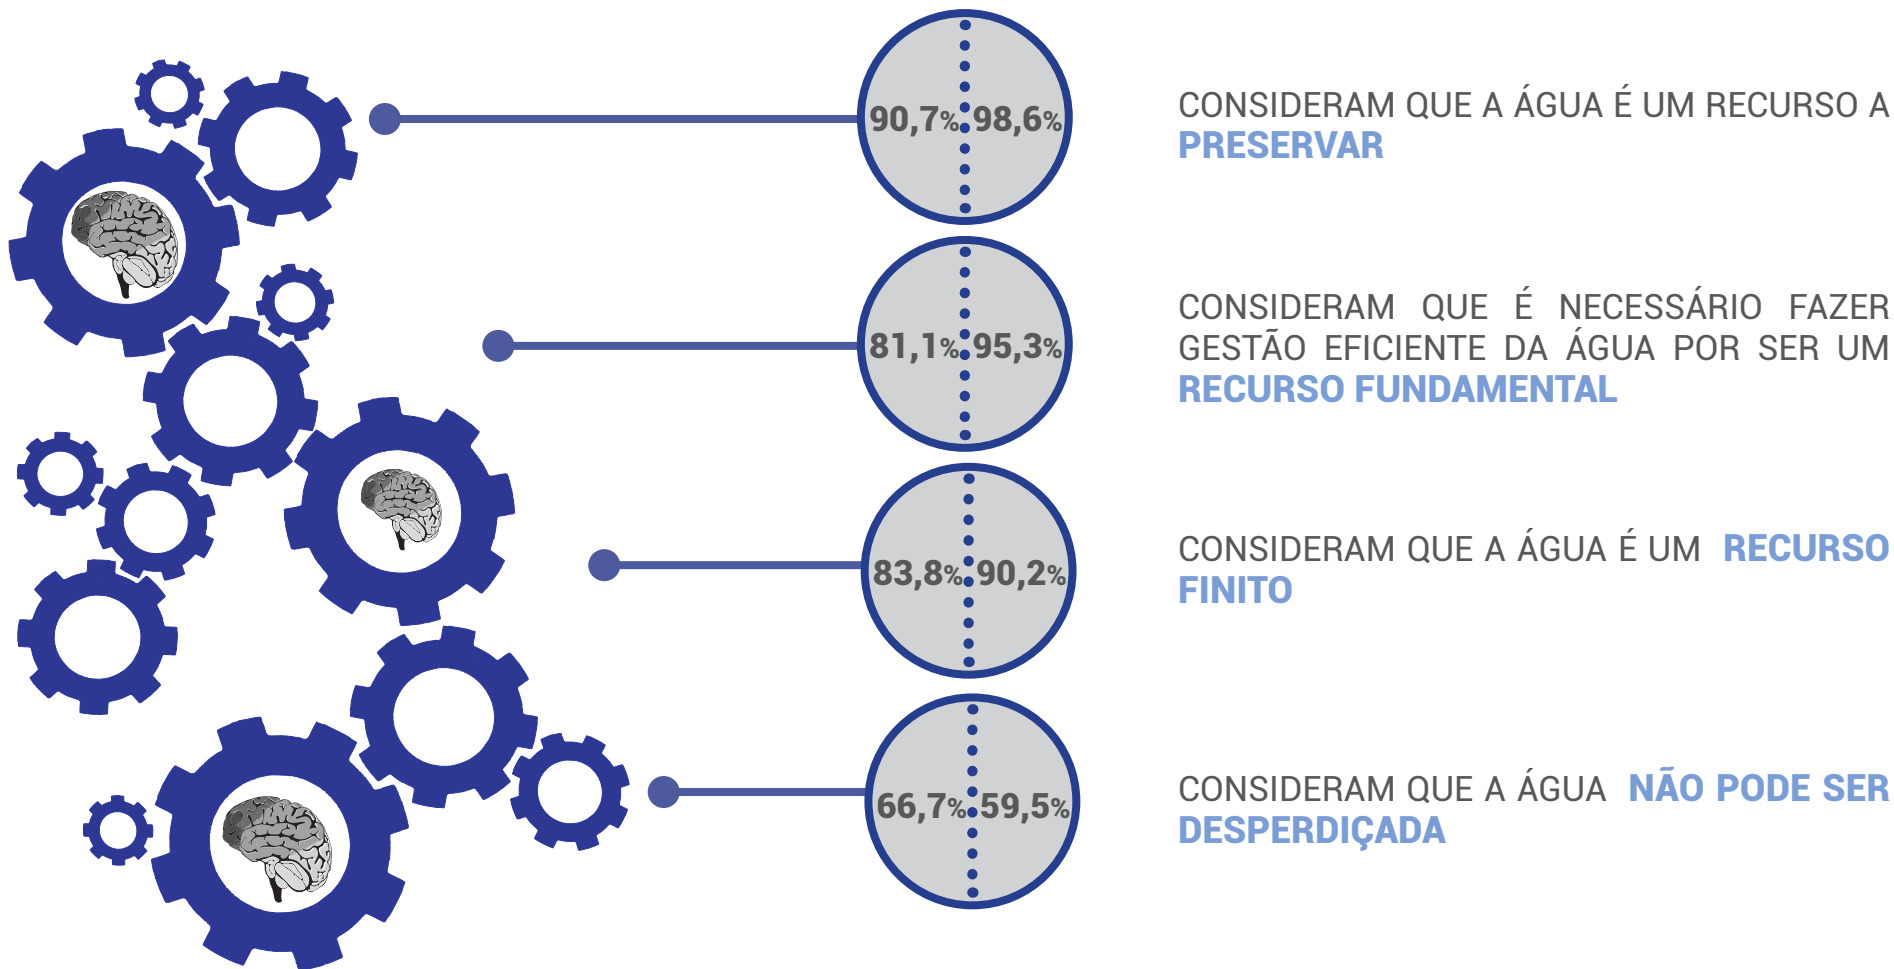 90,7% 98,6%
CONSIDERAM QUE A ÁGUA É UM RECURSO A
PRESERVAR
81,1% 95,3%
CONSIDERAM QUE É NECESSÁRIO FAZER
GESTÃO EFICIENTE DA ÁGUA POR SER UM
RECURSO FUNDAMENTAL
83,8% 90,2%
CONSIDERAM QUE A ÁGUA É UM RECURSO
FINITO
66,7% 59,5%
CONSIDERAM QUE A ÁGUA NÃO PODE SER
DESPERDIÇADA